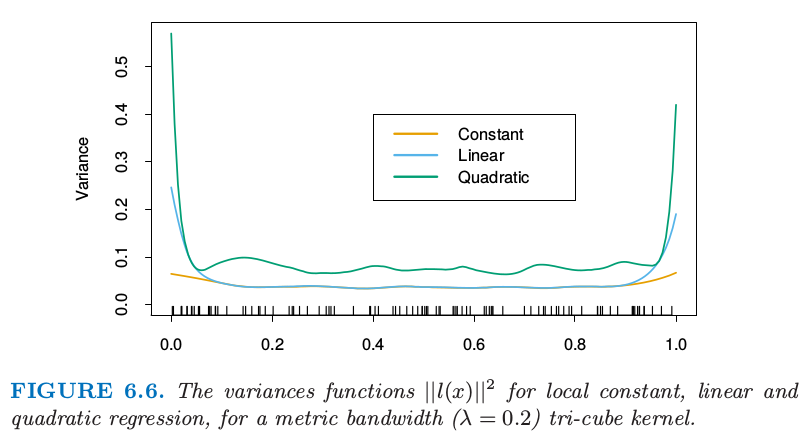 0.5
0.4
0.3
0.2
0.1
0.0
Variance
Constant
Linear
Quadratic
0.0 0.2 0.4 0.6 0.8 1.0
FIGURE 6.6. The variances functions ||l(x)||² for local constant, linear and
quadratic regression, for a metric bandwidth (λ = 0.2) tri-cube kernel.